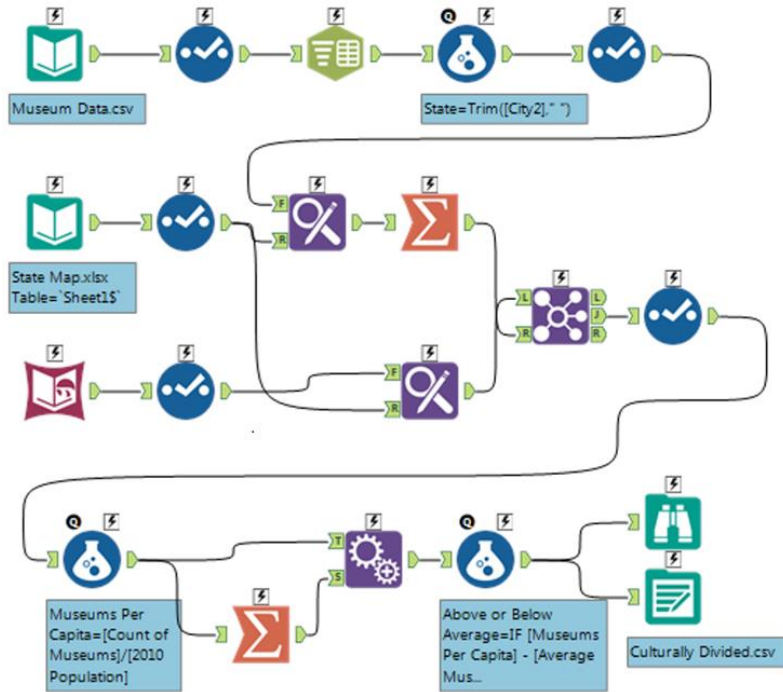 Museum Data.csv
Q
State=Trim([City2]," ")
F
R
State Map.xlsx
Table=`Sheet1$`
L
R
L
J
R
F
R
Q
T
S
Q
Museums Per
Capita=[Count of
Museums]/[2010
Population]
Above or Below
Average=IF [Museums
Per Capita] - [Average
Mus...
Culturally Divided.csv